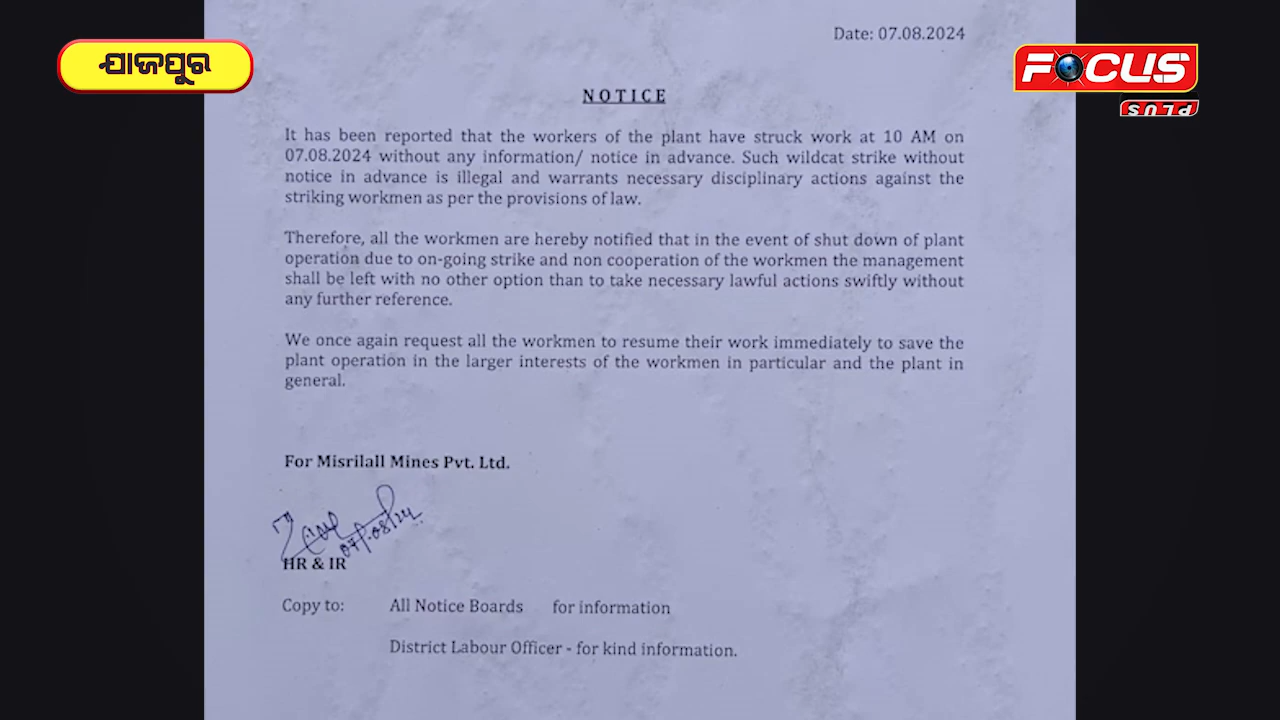 ଯାଜପୁର
FOCUS
PLUS
Date: 07.08.2024
NOTICE
It has been reported that the workers of the plant have struck work at 10 AM on
07.08.2024 without any information/ notice in advance. Such wildcat strike without
notice in advance is illegal and warrants necessary disciplinary actions against the
striking workmen as per the provisions of law.
Therefore, all the workmen are hereby notified that in the event of shut down of plant
operation due to on-going strike and non cooperation of the workmen the management
shall be left with no other option than to take necessary lawful actions swiftly without
any further reference.
We once again request all the workmen to resume their work immediately to save the
plant operation in the larger interests of the workmen in particular and the plant in
general.
For Misrilall Mines Pvt. Ltd.
07/08/24
HR & IR
Copy to: All Notice Boards for information
District Labour Officer - for kind information.